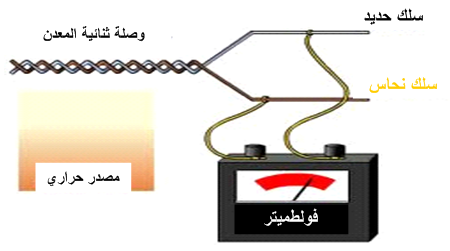 سلك حديد
وصلة ثنائية المعدن
سلك نحاس
مصدر حراري
فولطميتر